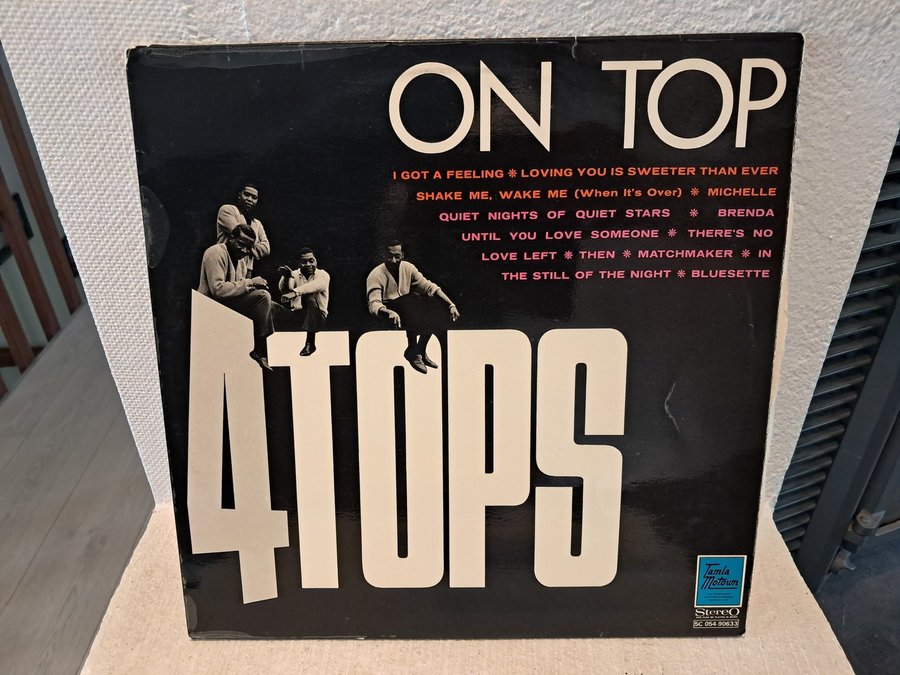 ON TOP
I GOT A FEELING ❋ LOVING YOU IS SWEETER THAN EVER
SHAKE ME, WAKE ME (When It's Over) ❋ MICHELLE
QUIET NIGHTS OF QUIET STARS ❋ BRENDA
UNTIL YOU LOVE SOMEONE ❋ THERE'S NO
LOVE LEFT ❋ THEN ❋ MATCHMAKER ❋ IN
THE STILL OF THE NIGHT ❋ BLUESETTE
4 TOPS
Tamla
Motown
Stereo
5C 054-90633